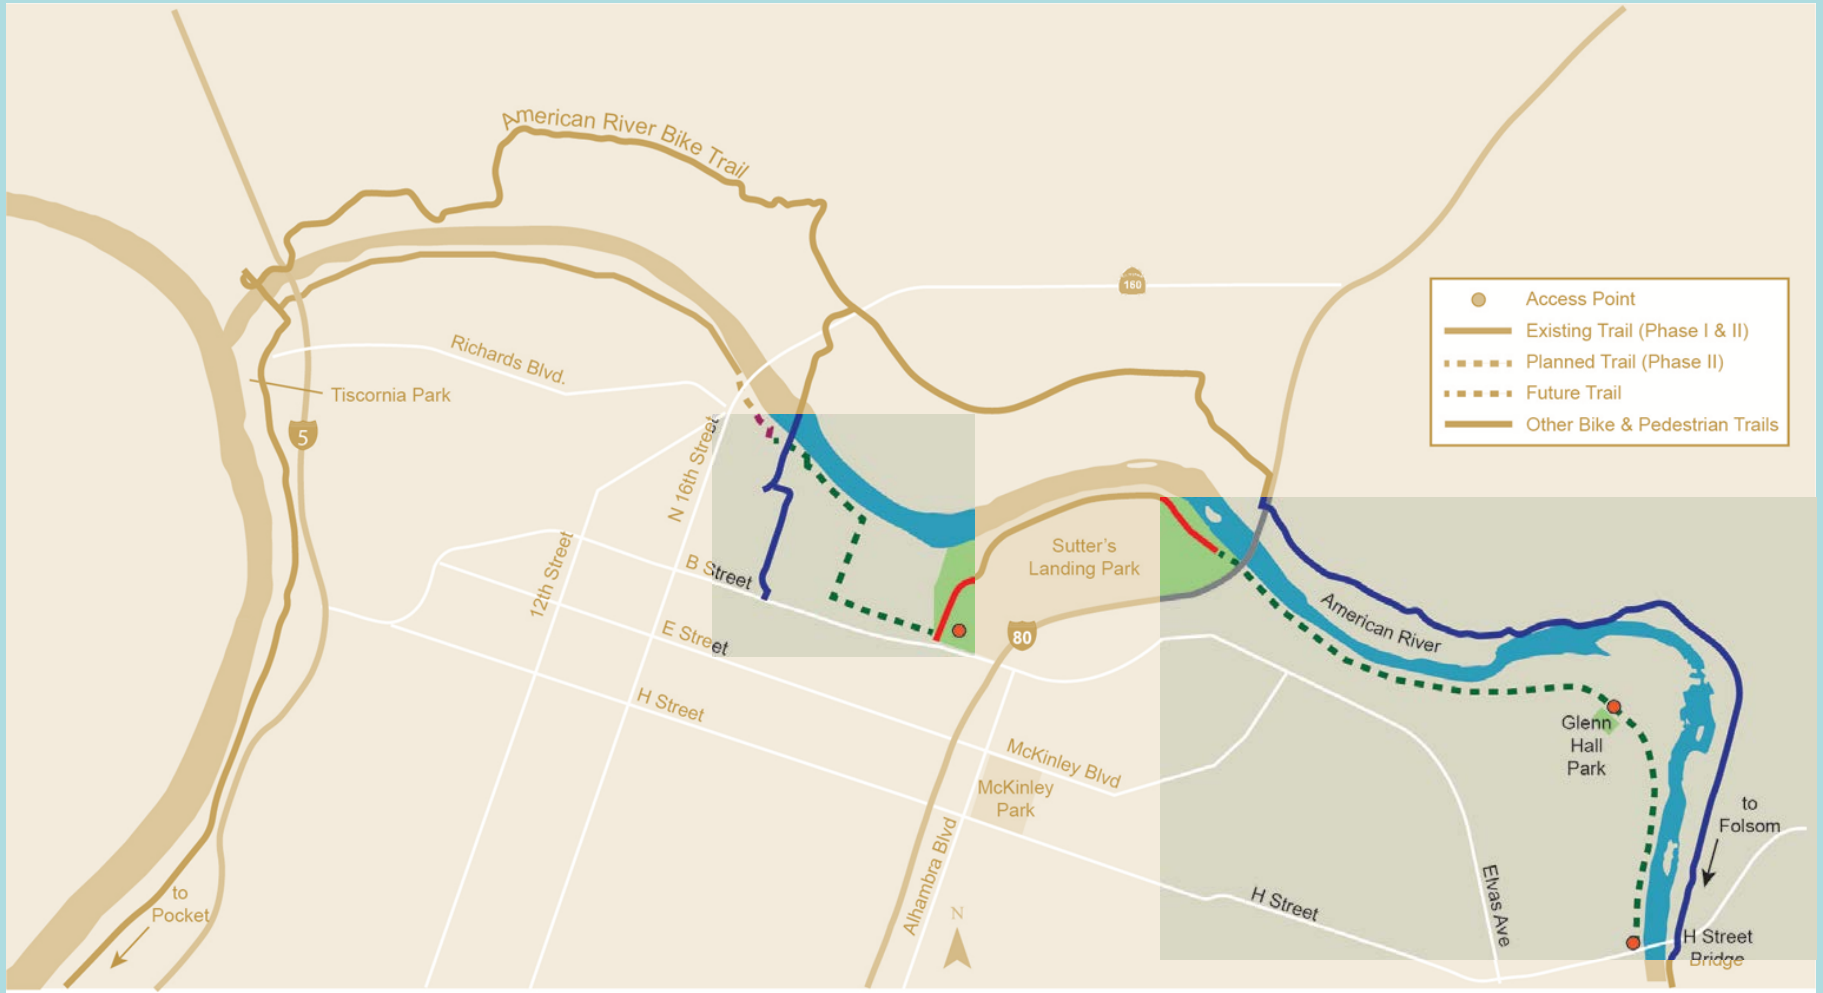 American River Bike Trail
160
Access Point
Existing Trail (Phase I & II)
Planned Trail (Phase II)
Future Trail
Other Bike & Pedestrian Trails
Richards Blvd.
Tiscornia Park
5
N 16th Street
12th Street
B Street
E Street
H Street
Sutter's
Landing Park
80
American River
Glenn
Hall
Park
McKinley Blvd
McKinley
Park
Alhambra Blvd
to
Folsom
H Street
Elvas Ave
to
Pocket
N
H Street
Bridge